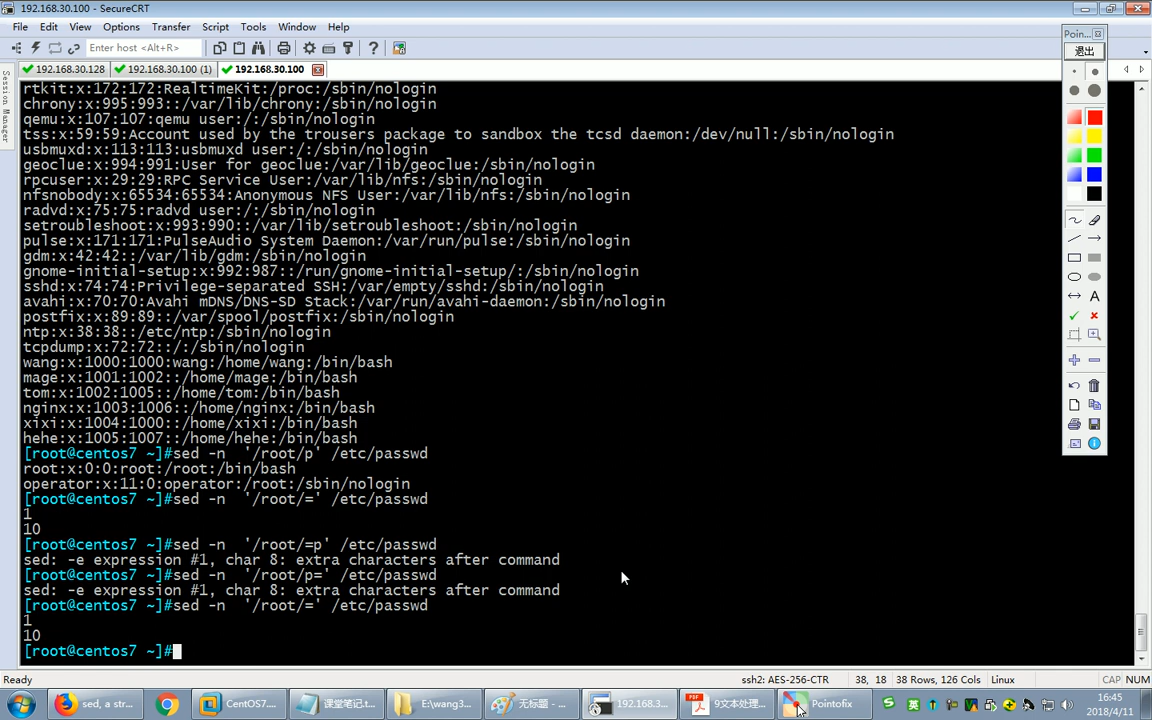 192.168.30.100 - SecureCRT
File Edit View Options Transfer Script Tools Window Help
Enter host <Alt+R>
192.168.30.128 192.168.30.100 (1) 192.168.30.100
Session Manager
rtkit:x:172:172:RealtimeKit:/proc:/sbin/nologin
chrony:x:995:993::/var/lib/chrony:/sbin/nologin
qemu:x:107:107:qemu user:/:/sbin/nologin
tss:x:59:59:Account used by the trousers package to sandbox the tcsd daemon:/dev/null:/sbin/nologin
usbmuxd:x:113:113:usbmuxd user:/:/sbin/nologin
geoclue:x:994:991:User for geoclue:/var/lib/geoclue:/sbin/nologin
rpcuser:x:29:29:RPC Service User:/var/lib/nfs:/sbin/nologin
nfsnobody:x:65534:65534:Anonymous NFS User:/var/lib/nfs:/sbin/nologin
radvd:x:75:75:radvd user:/:/sbin/nologin
setroubleshoot:x:993:990::/var/lib/setroubleshoot:/sbin/nologin
pulse:x:171:171:PulseAudio System Daemon:/var/run/pulse:/sbin/nologin
gdm:x:42:42::/var/lib/gdm:/sbin/nologin
gnome-initial-setup:x:992:987::/run/gnome-initial-setup/:/sbin/nologin
sshd:x:74:74:Privilege-separated SSH:/var/empty/sshd:/sbin/nologin
avahi:x:70:70:Avahi mDNS/DNS-SD Stack:/var/run/avahi-daemon:/sbin/nologin
postfix:x:89:89::/var/spool/postfix:/sbin/nologin
ntp:x:38:38::/etc/ntp:/sbin/nologin
tcpdump:x:72:72::/:/sbin/nologin
wang:x:1000:1000:wang:/home/wang:/bin/bash
mage:x:1001:1002::/home/mage:/bin/bash
tom:x:1002:1005::/home/tom:/bin/bash
nginx:x:1003:1006::/home/nginx:/bin/bash
xixi:x:1004:1000::/home/xixi:/bin/bash
hehe:x:1005:1007::/home/hehe:/bin/bash
[root@centos7 ~]#sed -n  '/root/p' /etc/passwd
root:x:0:0:root:/root:/bin/bash
operator:x:11:0:operator:/root:/sbin/nologin
[root@centos7 ~]#sed -n  '/root/=' /etc/passwd
1
10
[root@centos7 ~]#sed -n  '/root/=p' /etc/passwd
sed: -e expression #1, char 8: extra characters after command
[root@centos7 ~]#sed -n  '/root/p=' /etc/passwd
sed: -e expression #1, char 8: extra characters after command
[root@centos7 ~]#sed -n  '/root/=' /etc/passwd
1
10
[root@centos7 ~]#
Poin...
退出
A
Ready ssh2: AES-256-CTR 38, 18 38 Rows, 126 Cols Linux CAP NUM
sed, a str... CentOS7.... 课堂笔记.t... E:\wang3... 无标题 - ... 192.168.3... 9文本处理... Pointofix 英 16:45
2018/4/11